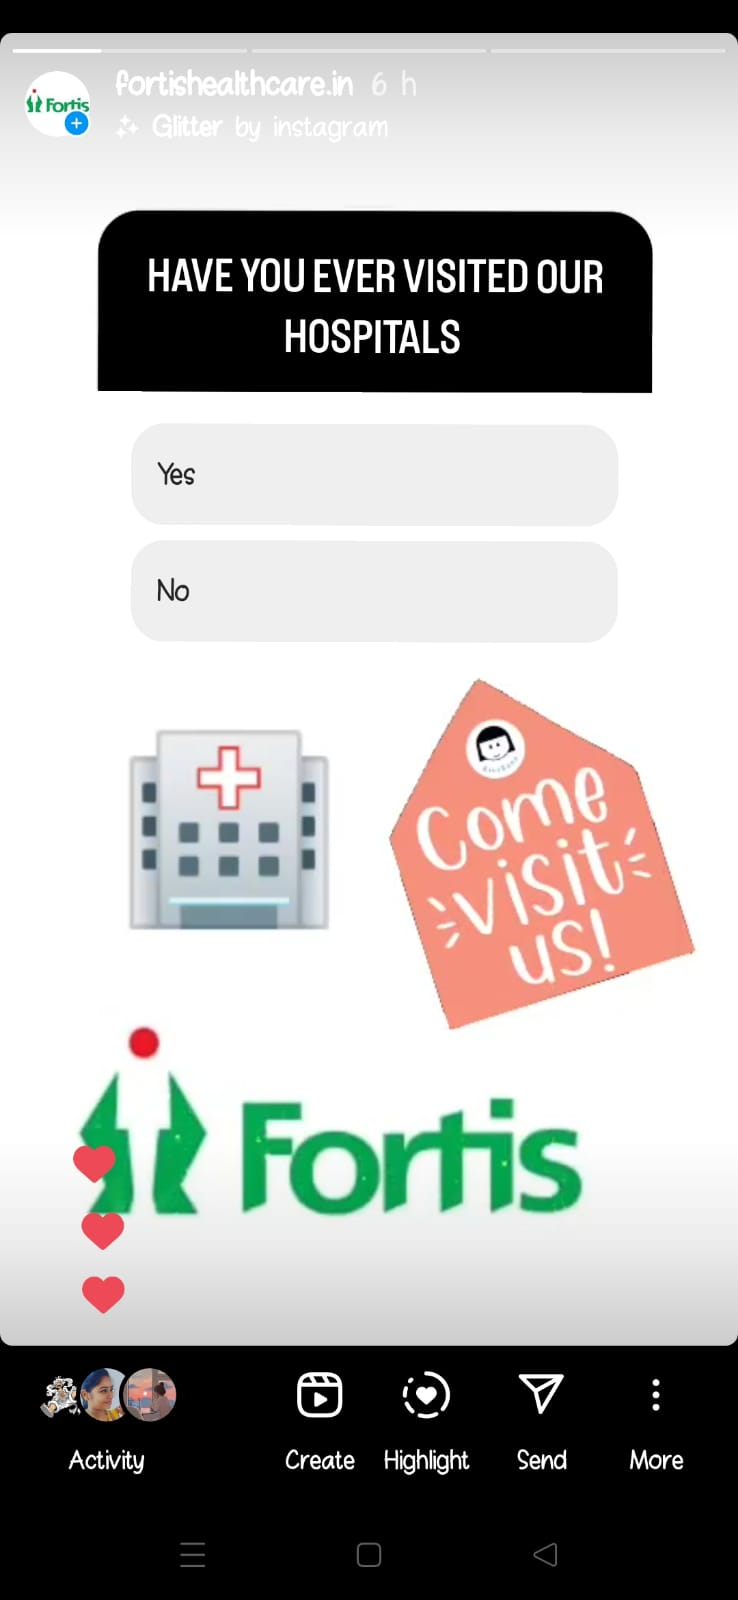 Fortis
fortishealthcare.in 6 h
Glitter by instagram
HAVE YOU EVER VISITED OUR
HOSPITALS
Yes
No
Come
visit
us!
Fortis
Activity
Create
Highlight
Send
More